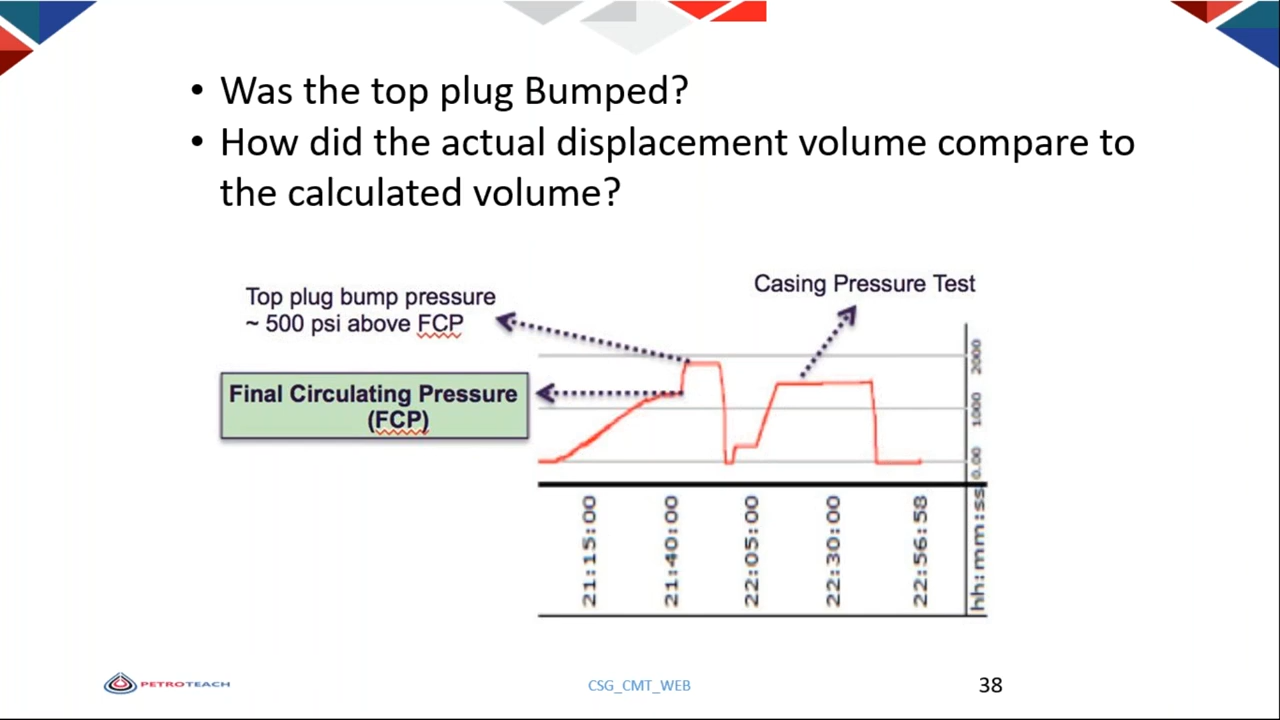 • Was the top plug Bumped?
• How did the actual displacement volume compare to
the calculated volume?
Casing Pressure Test
Top plug bump pressure
~ 500 psi above FCP
Final Circulating Pressure
(FCP)
2000
1000
0.00
21:15:00
21:40:00
22:05:00
22:30:00
22:56:58
hh:mm:ss
PETROTEACH
CSG_CMT_WEB
38